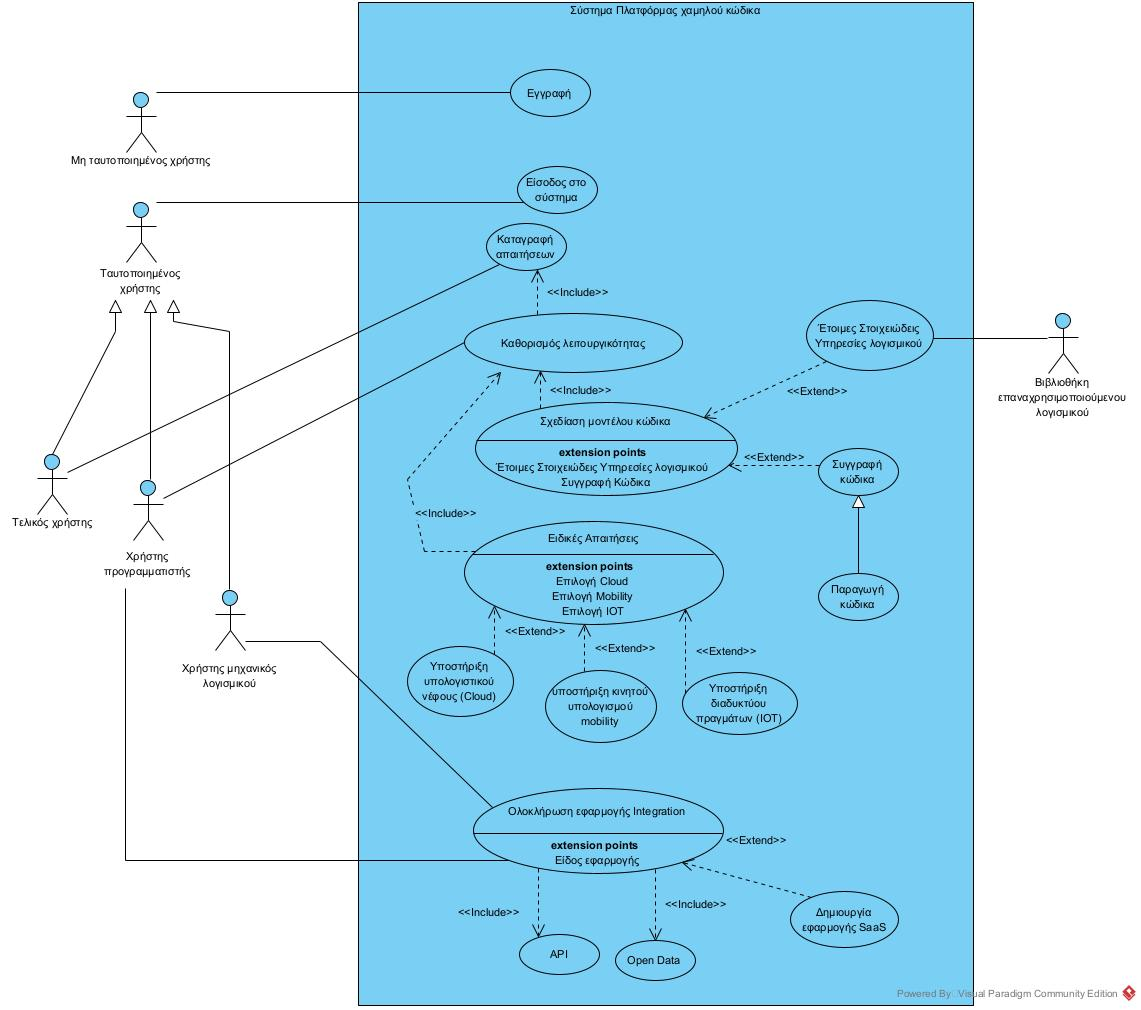 Σύστημα Πλατφόρμας χαμηλού κώδικα
Εγγραφή
Μη ταυτοποιημένος χρήστης
Είσοδος στο
σύστημα
Ταυτοποιημένος
χρήστης
Καταγραφή
απαιτήσεων
<<Include>>
Καθορισμός λειτουργικότητας
Έτοιμες Στοιχειώδεις
Υπηρεσίες λογισμικού
Βιβλιοθήκη
επαναχρησιμοποιούμενου
λογισμικού
<<Include>>
<<Extend>>
Σχεδίαση μοντέλου κώδικα
extension points
Έτοιμες Στοιχειώδεις Υπηρεσίες λογισμικού
Συγγραφή Κώδικα
<<Extend>>
Συγγραφή
κώδικα
Τελικός χρήστης
<<Include>>
Χρήστης
προγραμματιστής
Ειδικές Απαιτήσεις
extension points
Επιλογή Cloud
Επιλογή Mobility
Επιλογή IOT
Παραγωγή
κώδικα
<<Extend>>
<<Extend>>
<<Extend>>
Χρήστης μηχανικός
λογισμικού
Υποστήριξη
υπολογιστικού
νέφους (Cloud)
υποστήριξη κινητού
υπολογισμού
mobility
Υποστήριξη
διαδυκτύου
πραγμάτων (IOT)
Ολοκλήρωση εφαρμογής Integration
extension points
Είδος εφαρμογής
<<Extend>>
<<Include>>
<<Include>>
Δημιουργία
εφαρμογής SaaS
API
Open Data
Powered By Visual Paradigm Community Edition